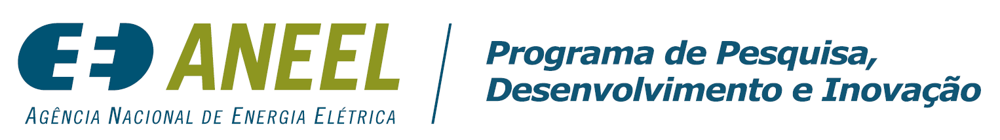 ANEEL
AGÊNCIA NACIONAL DE ENERGIA ELÉTRICA
Programa de Pesquisa,
Desenvolvimento e Inovação